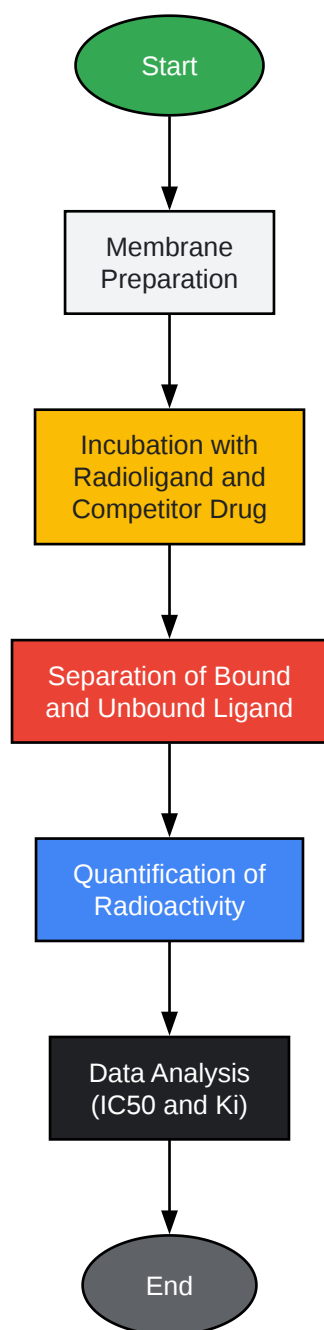 Start
Membrane
Preparation
Incubation with
Radioligand and
Competitor Drug
Separation of Bound
and Unbound Ligand
Quantification of
Radioactivity
Data Analysis
(IC50 and Ki)
End